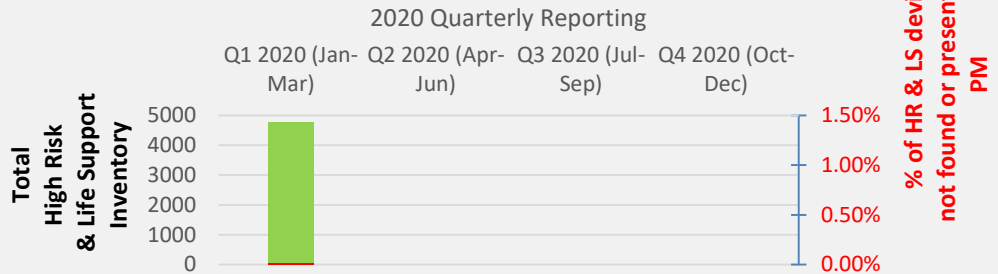 2020 Quarterly Reporting
Q1 2020 (Jan-
Mar)
Q2 2020 (Apr-
Jun)
Q3 2020 (Jul-
Sep)
Q4 2020 (Oct-
Dec)
Total
High Risk
& Life Support
Inventory
5000
4000
3000
2000
1000
0
1.50%
1.00%
0.50%
0.00%
% of HR & LS devi
not found or present
PM